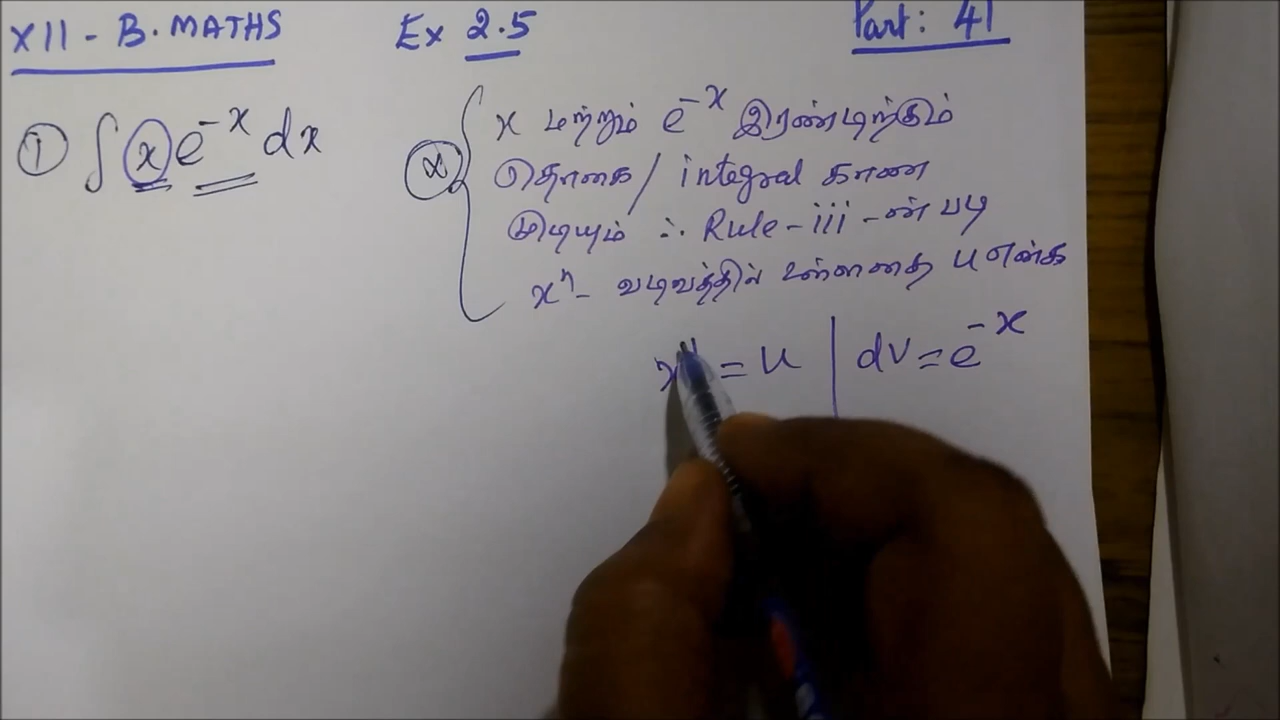 XII - B. MATHS Ex 2.5 Part: 41
① ∫ x e^-x dx
x மற்றும் e^-x இரண்டிற்கும்
தொகை / integral காண
முடியும் ∴ Rule-iii-ன் படி
x^n - வடிவத்தில் உள்ளதை u என்க
= u | dv = e^-x